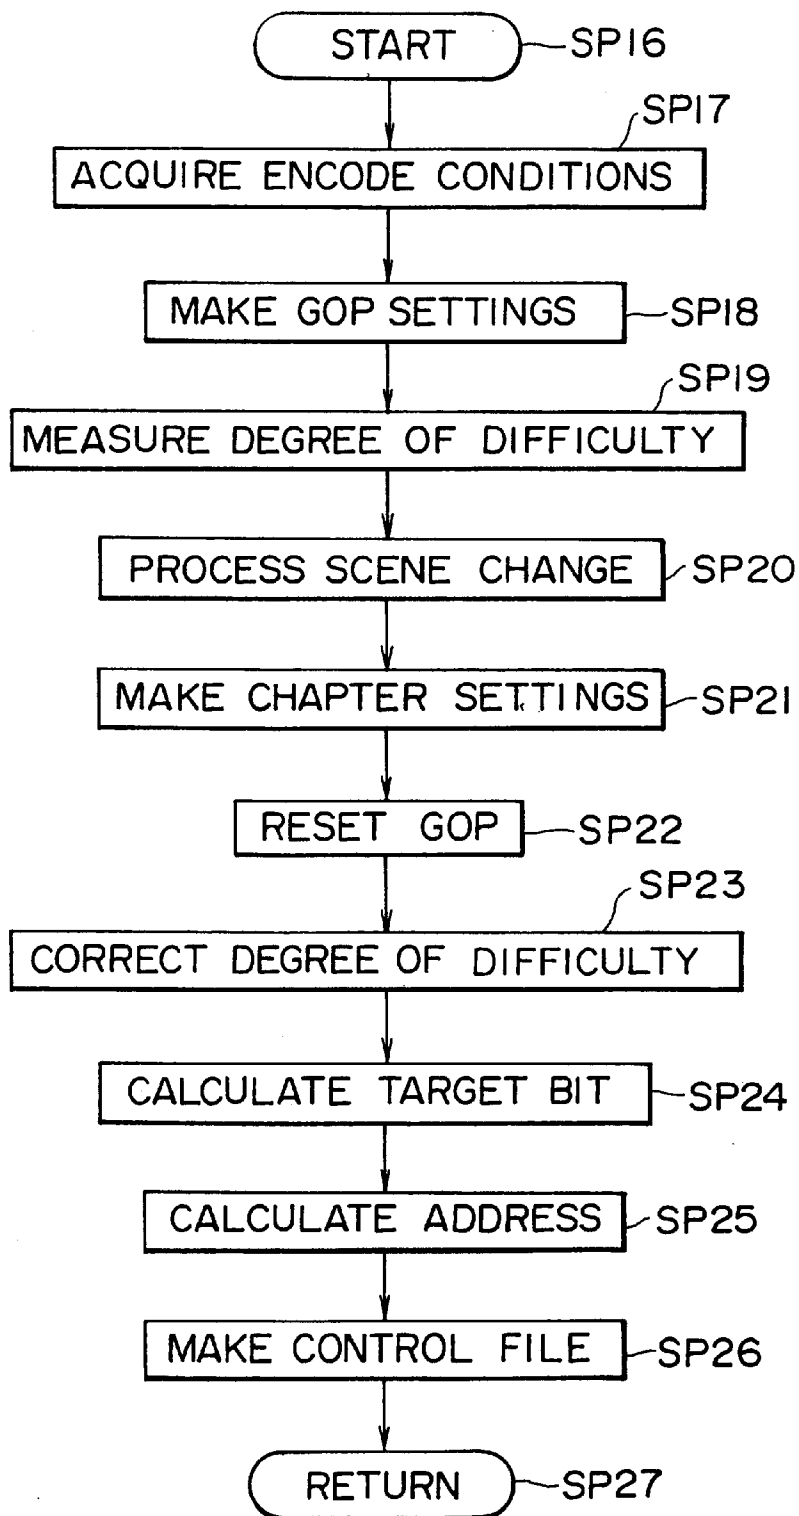 START SP16
SP17
ACQUIRE ENCODE CONDITIONS
MAKE GOP SETTINGS SP18
SP19
MEASURE DEGREE OF DIFFICULTY
PROCESS SCENE CHANGE SP20
MAKE CHAPTER SETTINGS SP21
RESET GOP SP22
SP23
CORRECT DEGREE OF DIFFICULTY
CALCULATE TARGET BIT SP24
CALCULATE ADDRESS SP25
MAKE CONTROL FILE SP26
RETURN SP27